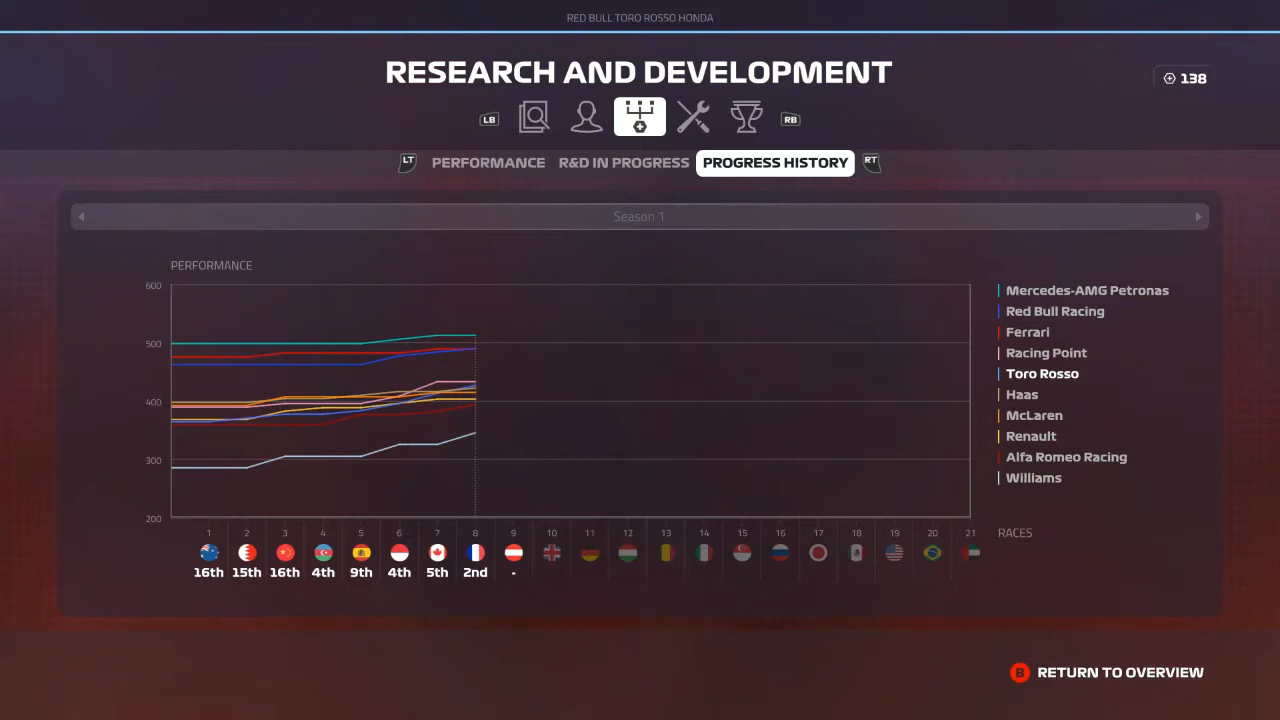 RED BULL TORO ROSSO HONDA
RESEARCH AND DEVELOPMENT
138
LB
RB
LT
PERFORMANCE
R&D IN PROGRESS
PROGRESS HISTORY
RT
Season 1
PERFORMANCE
600
500
400
300
200
Mercedes-AMG Petronas
Red Bull Racing
Ferrari
Racing Point
Toro Rosso
Haas
McLaren
Renault
Alfa Romeo Racing
Williams
1 2 3 4 5 6 7 8 9 10 11 12 13 14 15 16 17 18 19 20 21
RACES
16th 15th 16th 4th 9th 4th 5th 2nd -
B RETURN TO OVERVIEW